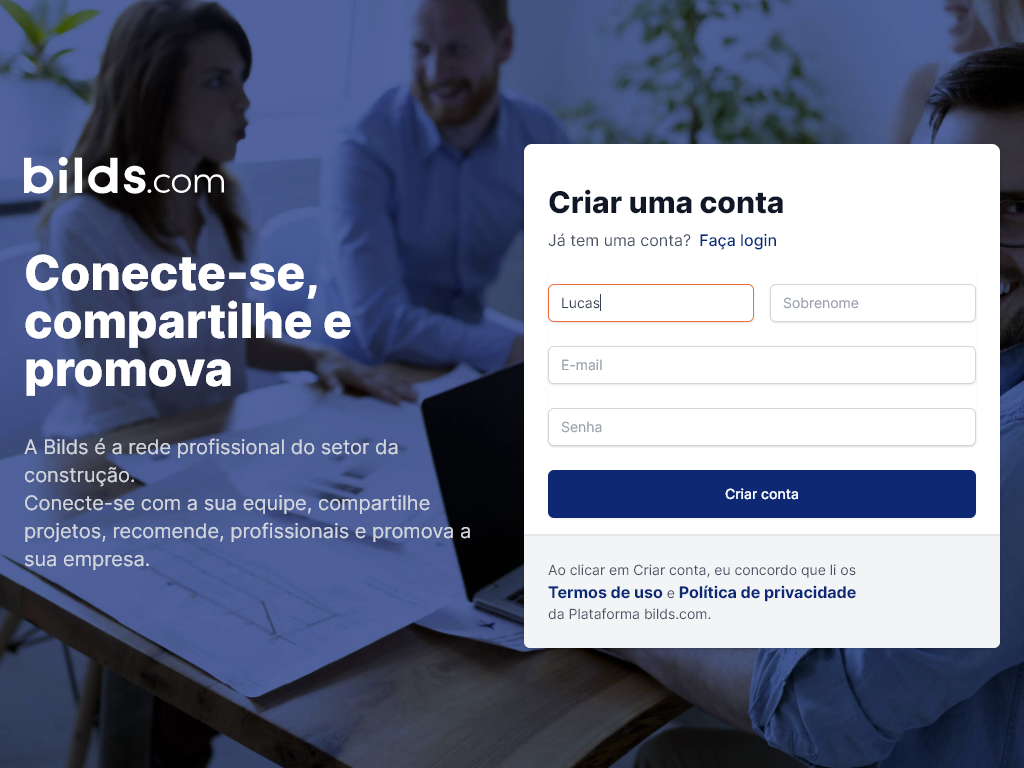 bilds.com
Conecte-se,
compartilhe e
promova
A Bilds é a rede profissional do setor da
construção.
Conecte-se com a sua equipe, compartilhe
projetos, recomende, profissionais e promova a
sua empresa.
Criar uma conta
Já tem uma conta? Faça login
Lucas
Sobrenome
E-mail
Senha
Criar conta
Ao clicar em Criar conta, eu concordo que li os
Termos de uso e Política de privacidade
da Plataforma bilds.com.